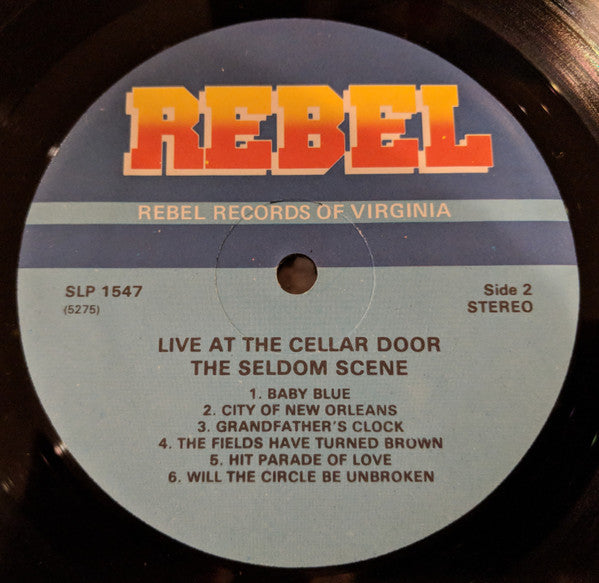 REBEL
REBEL RECORDS OF VIRGINIA
SLP 1547
(5275)
Side 2
STEREO
LIVE AT THE CELLAR DOOR
THE SELDOM SCENE
1. BABY BLUE
2. CITY OF NEW ORLEANS
3. GRANDFATHER'S CLOCK
4. THE FIELDS HAVE TURNED BROWN
5. HIT PARADE OF LOVE
6. WILL THE CIRCLE BE UNBROKEN